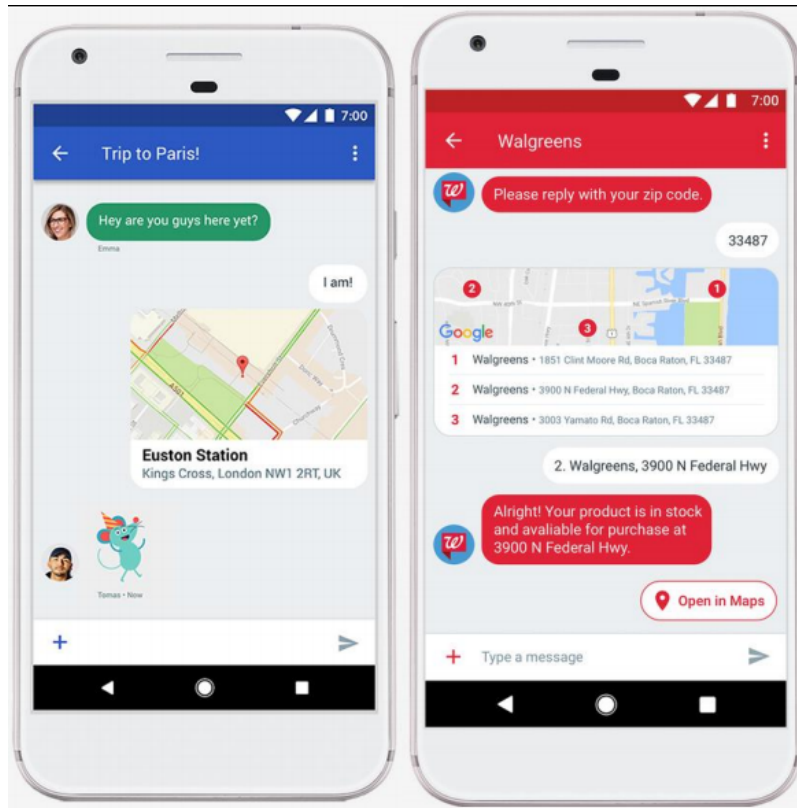 7:00
Trip to Paris!
Hey are you guys here yet?
Emma
I am!
A501
Euston Station
Kings Cross, London NW1 2RT, UK
Tomas • Now
7:00
Walgreens
Please reply with your zip code.
33487
2
1
3
Google
1 Walgreens • 1851 Clint Moore Rd, Boca Raton, FL 33487
2 Walgreens • 3900 N Federal Hwy, Boca Raton, FL 33487
3 Walgreens • 3003 Yamato Rd, Boca Raton, FL 33487
2. Walgreens, 3900 N Federal Hwy
Alright! Your product is in stock
and avaliable for purchase at
3900 N Federal Hwy.
Open in Maps
Type a message